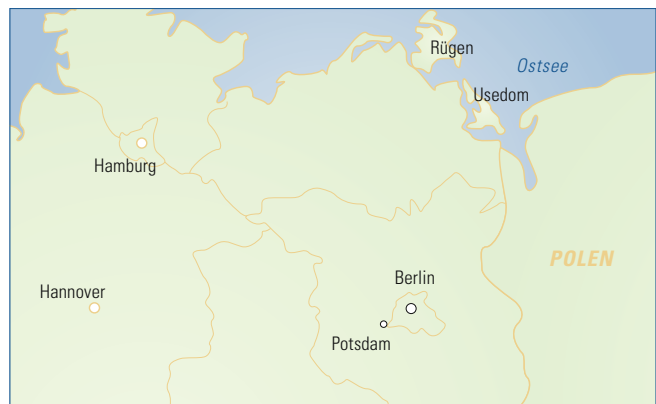 Rügen
Ostsee
Usedom
Hamburg
POLEN
Berlin
Hannover
Potsdam